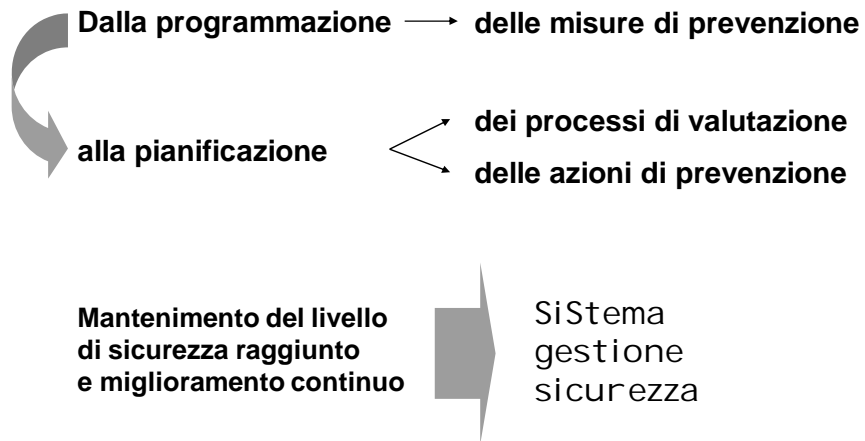 Dalla programmazione
delle misure di prevenzione
alla pianificazione
dei processi di valutazione
delle azioni di prevenzione
Mantenimento del livello
di sicurezza raggiunto
e miglioramento continuo
SiStema
gestione
sicurezza